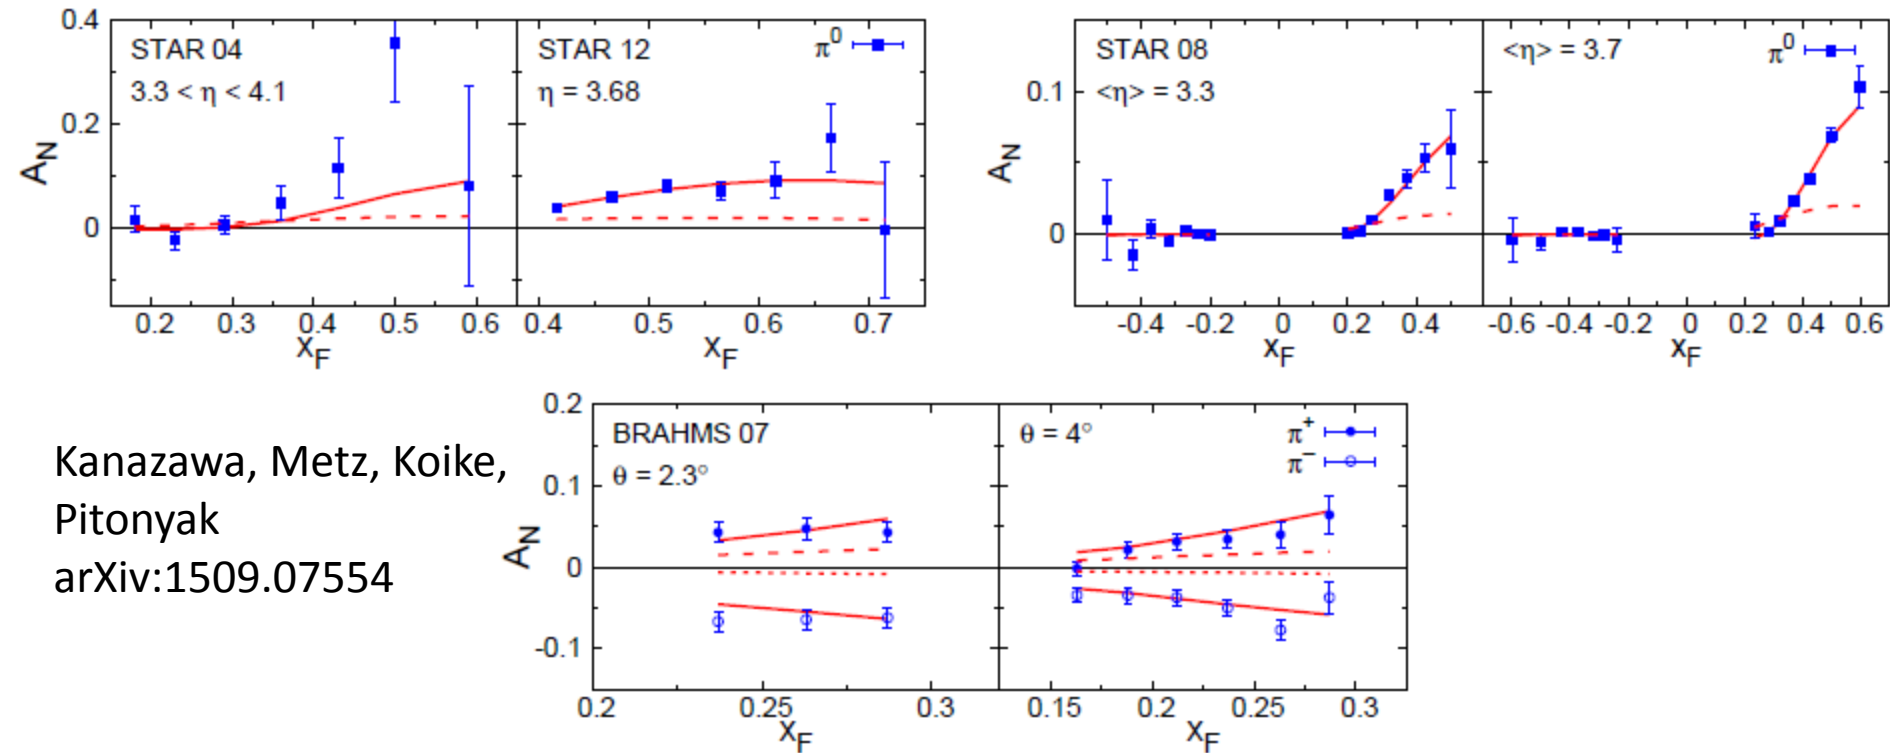 STAR 04
3.3 < η < 4.1
STAR 12
η = 3.68
π⁰
A_N
0.4
0.2
0
0.2 0.3 0.4 0.5 0.6
x_F
0.4 0.5 0.6 0.7
x_F
STAR 08
<η> = 3.3
<η> = 3.7
π⁰
A_N
0.1
0
-0.4 -0.2 0 0.2 0.4
x_F
-0.6 -0.4 -0.2 0 0.2 0.4 0.6
x_F
Kanazawa, Metz, Koike,
Pitonyak
arXiv:1509.07554
BRAHMS 07
θ = 2.3°
θ = 4°
π⁺
π⁻
A_N
0.2
0.1
0
-0.1
0.2 0.25 0.3
x_F
0.15 0.2 0.25 0.3
x_F